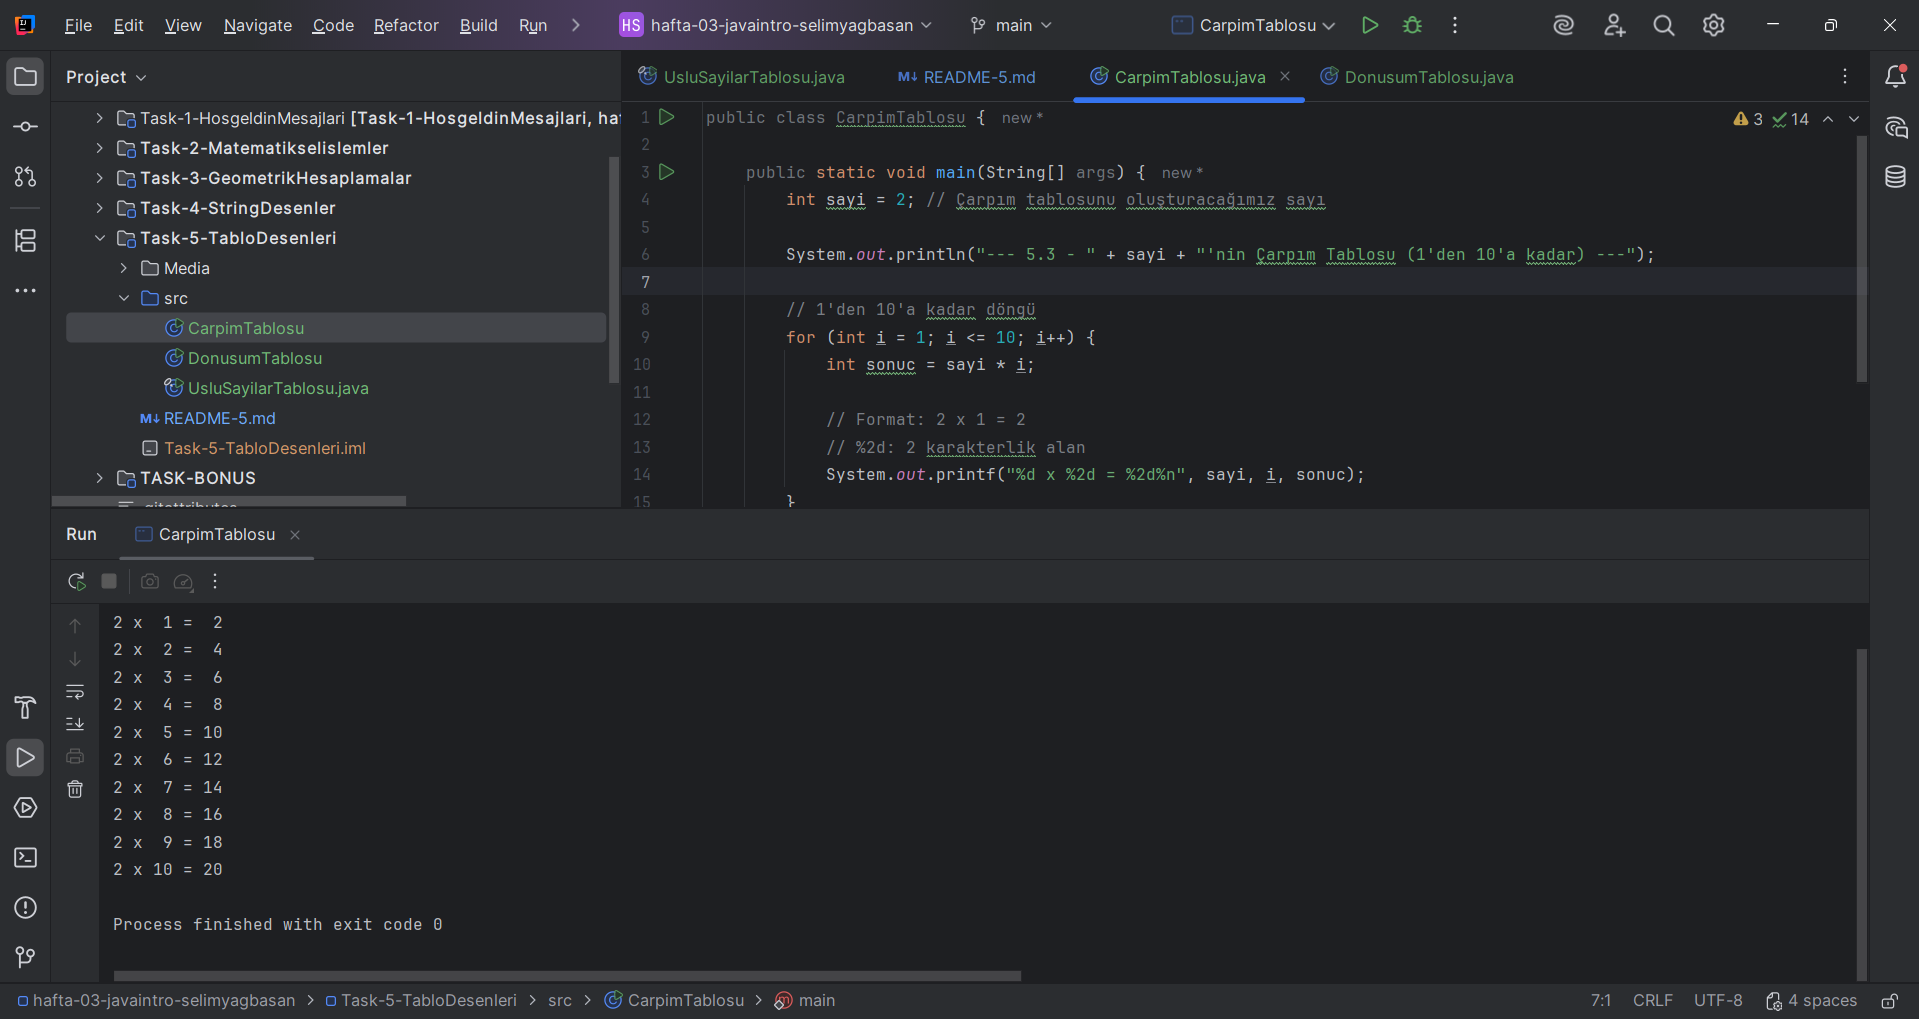 File Edit View Navigate Code Refactor Build Run HS hafta-03-javaintro-selimyagbasan main CarpimTablosu
Project
Task-1-HosgeldinMesajlari [Task-1-HosgeldinMesajlari, haf
Task-2-Matematikselislemler
Task-3-GeometrikHesaplamalar
Task-4-StringDesenler
Task-5-TabloDesenleri
Media
src
CarpimTablosu
DonusumTablosu
UsluSayilarTablosu.java
M↓ README-5.md
Task-5-TabloDesenleri.iml
TASK-BONUS
.gitattributes
UsluSayilarTablosu.java M↓ README-5.md CarpimTablosu.java DonusumTablosu.java
3 14
1 public class CarpimTablosu { new *
2
3 public static void main(String[] args) { new *
4 int sayi = 2; // Çarpım tablosunu oluşturacağımız sayı
5
6 System.out.println("--- 5.3 - " + sayi + "'nin Çarpım Tablosu (1'den 10'a kadar) ---");
7
8 // 1'den 10'a kadar döngü
9 for (int i = 1; i <= 10; i++) {
10 int sonuc = sayi * i;
11
12 // Format: 2 x 1 = 2
13 // %2d: 2 karakterlik alan
14 System.out.printf("%d x %2d = %2d%n", sayi, i, sonuc);
15 }
Run CarpimTablosu
2 x  1 =  2
2 x  2 =  4
2 x  3 =  6
2 x  4 =  8
2 x  5 = 10
2 x  6 = 12
2 x  7 = 14
2 x  8 = 16
2 x  9 = 18
2 x 10 = 20
Process finished with exit code 0
hafta-03-javaintro-selimyagbasan > Task-5-TabloDesenleri > src > CarpimTablosu > main 7:1 CRLF UTF-8 4 spaces